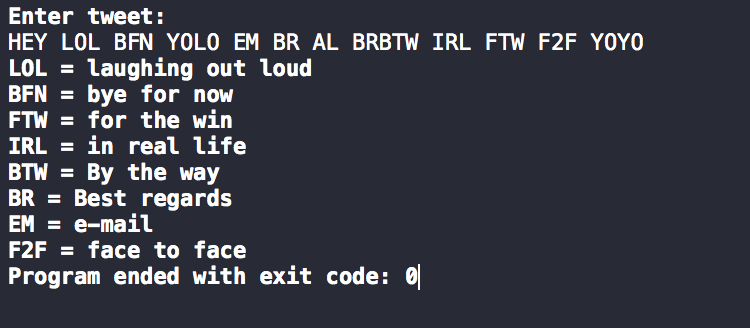 Enter tweet:
HEY LOL BFN YOLO EM BR AL BRBTW IRL FTW F2F YOYO
LOL = laughing out loud
BFN = bye for now
FTW = for the win
IRL = in real life
BTW = By the way
BR = Best regards
EM = e-mail
F2F = face to face
Program ended with exit code: 0